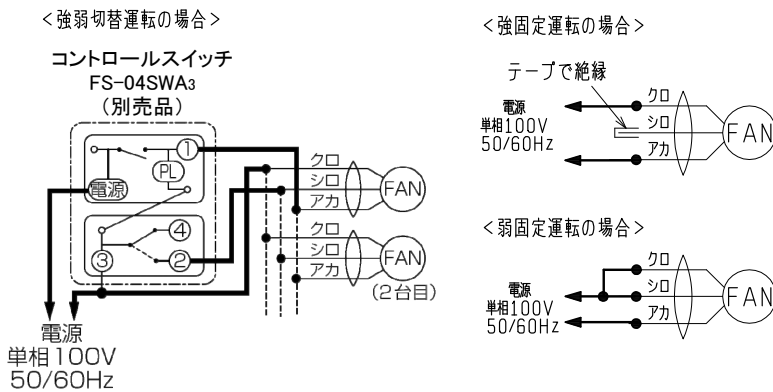 <強弱切替運転の場合>
コントロールスイッチ
FS-04SWA3
(別売品)
①
PL
電源
④
③
②
クロ
シロ
アカ
FAN
クロ
シロ
アカ
FAN
(2台目)
電源
単相100V
50/60Hz
<強固定運転の場合>
テープで絶縁
電源
単相100V
50/60Hz
クロ
シロ
アカ
FAN
<弱固定運転の場合>
電源
単相100V
50/60Hz
クロ
シロ
アカ
FAN